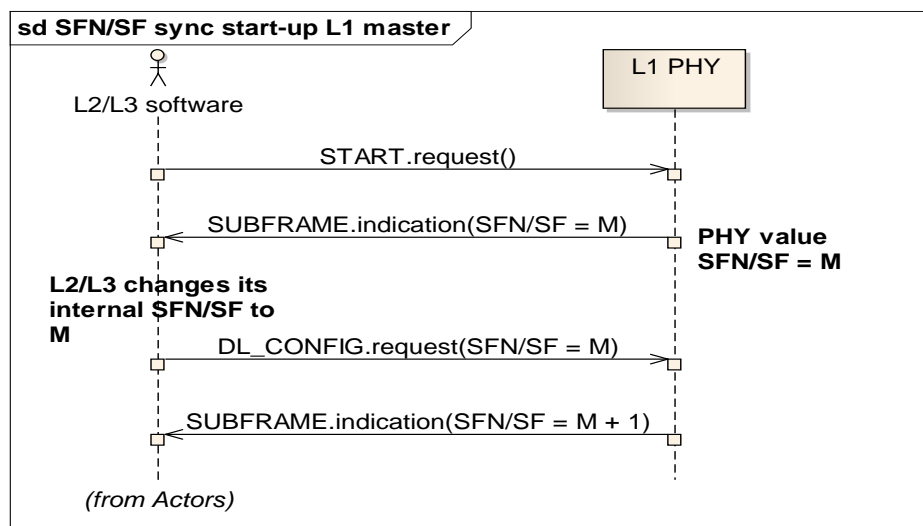 sd SFN/SF sync start-up L1 master
L2/L3 software
L1 PHY
START.request()
SUBFRAME.indication(SFN/SF = M)
PHY value
SFN/SF = M
L2/L3 changes its
internal SFN/SF to
M
DL_CONFIG.request(SFN/SF = M)
SUBFRAME.indication(SFN/SF = M + 1)
(from Actors)